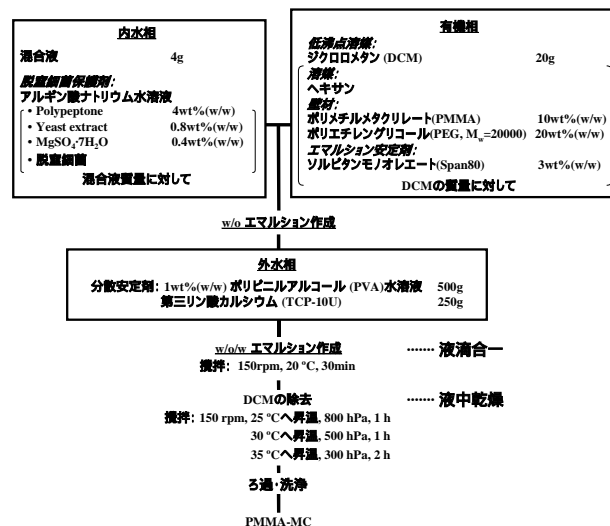 内水相
混合液 4g
脱窒細菌保護剤:
アルギン酸ナトリウム水溶液
・Polypeptone 4wt%(w/w)
・Yeast extract 0.8wt%(w/w)
・MgSO₄·7H₂O 0.4wt%(w/w)
・脱窒細菌
混合液質量に対して
有機相
低沸点溶媒:
ジクロロメタン (DCM) 20g
溶媒:
ヘキサン
壁材:
ポリメチルメタクリレート(PMMA) 10wt%(w/w)
ポリエチレングリコール(PEG, Mw=20000) 20wt%(w/w)
エマルション安定剤:
ソルビタンモノオレエート(Span80) 3wt%(w/w)
DCMの質量に対して
w/o エマルション作成
外水相
分散安定剤: 1wt%(w/w) ポリビニルアルコール (PVA)水溶液 500g
第三リン酸カルシウム (TCP-10U) 250g
w/o/w エマルション作成 ······· 液滴合一
攪拌: 150rpm, 20 ºC, 30min
DCMの除去 ······· 液中乾燥
攪拌: 150 rpm, 25 ºCへ昇温, 800 hPa, 1 h
30 ºCへ昇温, 500 hPa, 1 h
35 ºCへ昇温, 300 hPa, 2 h
ろ過・洗浄
PMMA-MC